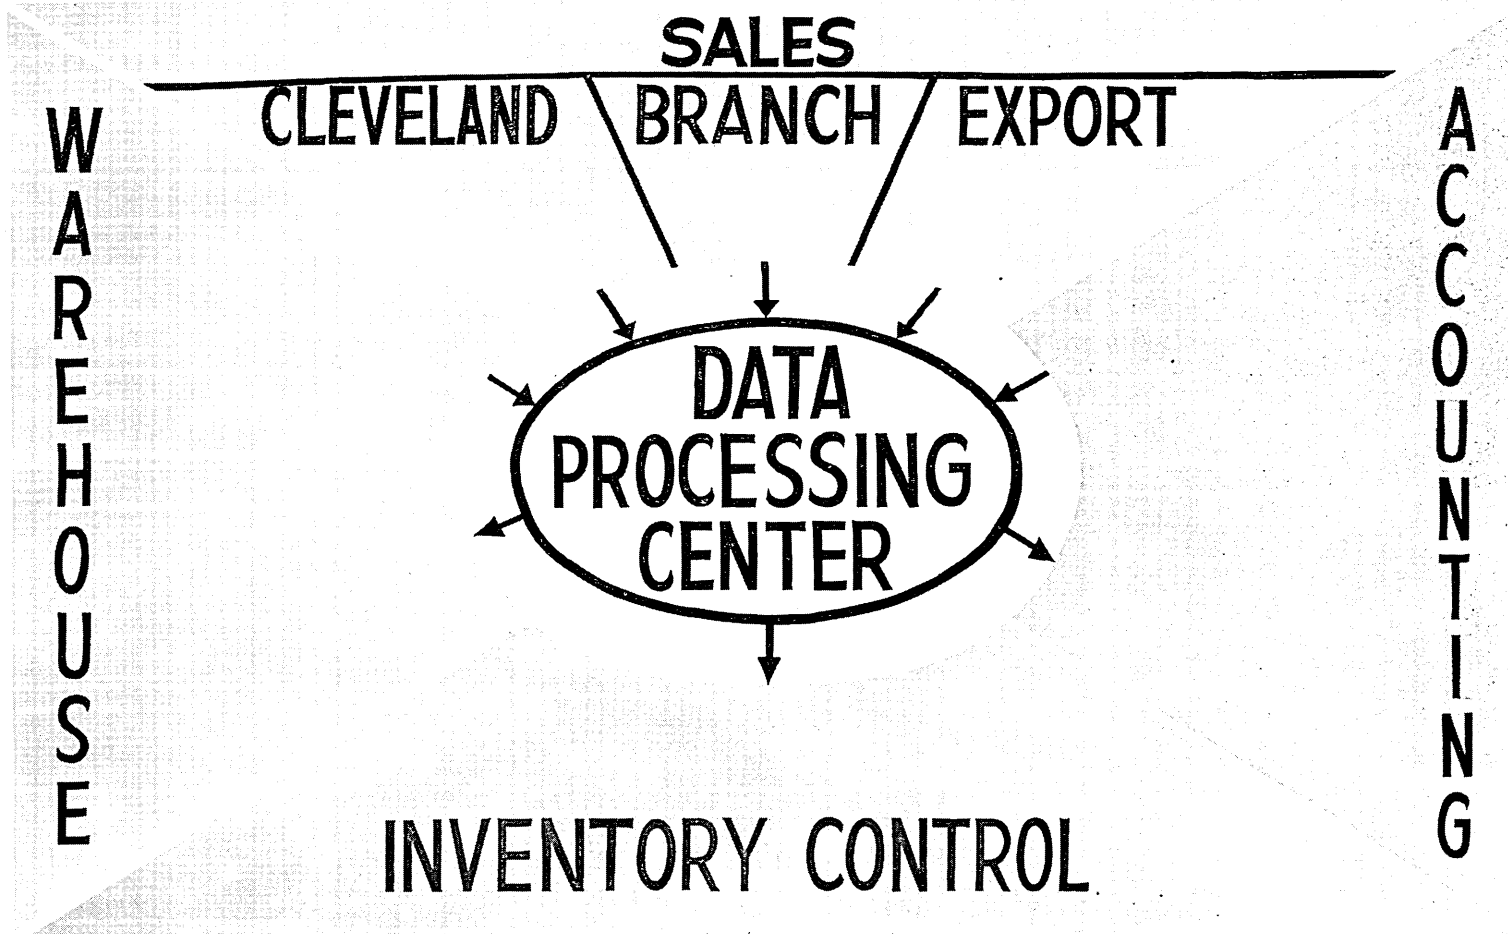 SALES
CLEVELAND BRANCH EXPORT
WAREHOUSE
ACCOUNTING
DATA
PROCESSING
CENTER
INVENTORY CONTROL